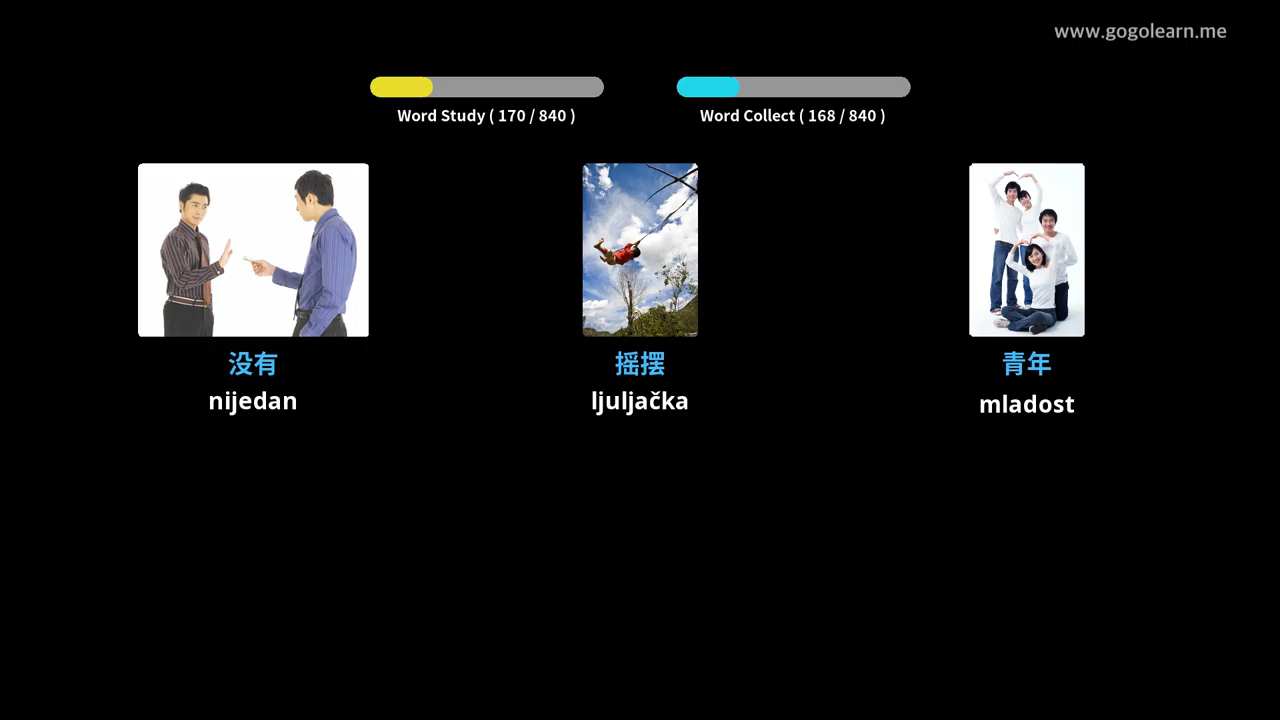 www.gogolearn.me
Word Study ( 170 / 840 )
Word Collect ( 168 / 840 )
没有
nijedan
摇摆
ljuljačka
青年
mladost